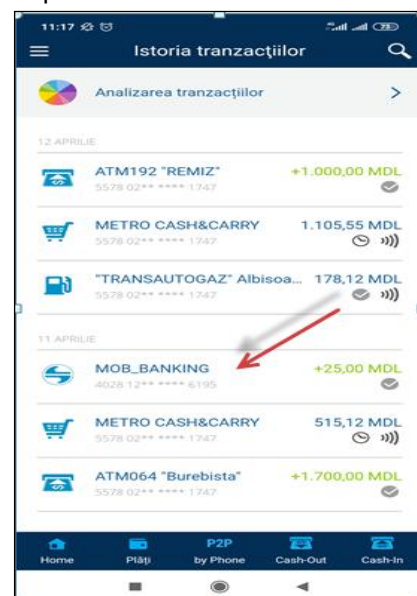 11:17
73
Istoria tranzacțiilor
Analizarea tranzacțiilor
12 APRILIE
ATM192 "REMIZ" +1.000,00 MDL
5578 02** **** 1747
METRO CASH&CARRY 1.105,55 MDL
5578 02** **** 1747
"TRANSAUTOGAZ" Albisoa... 178,12 MDL
5578 02** **** 1747
11 APRILIE
MOB_BANKING +25,00 MDL
4028 12** **** 6195
METRO CASH&CARRY 515,12 MDL
5578 02** **** 1747
ATM064 "Burebista" +1.700,00 MDL
5578 02** **** 1747
P2P
Home Plăți by Phone Cash-Out Cash-In